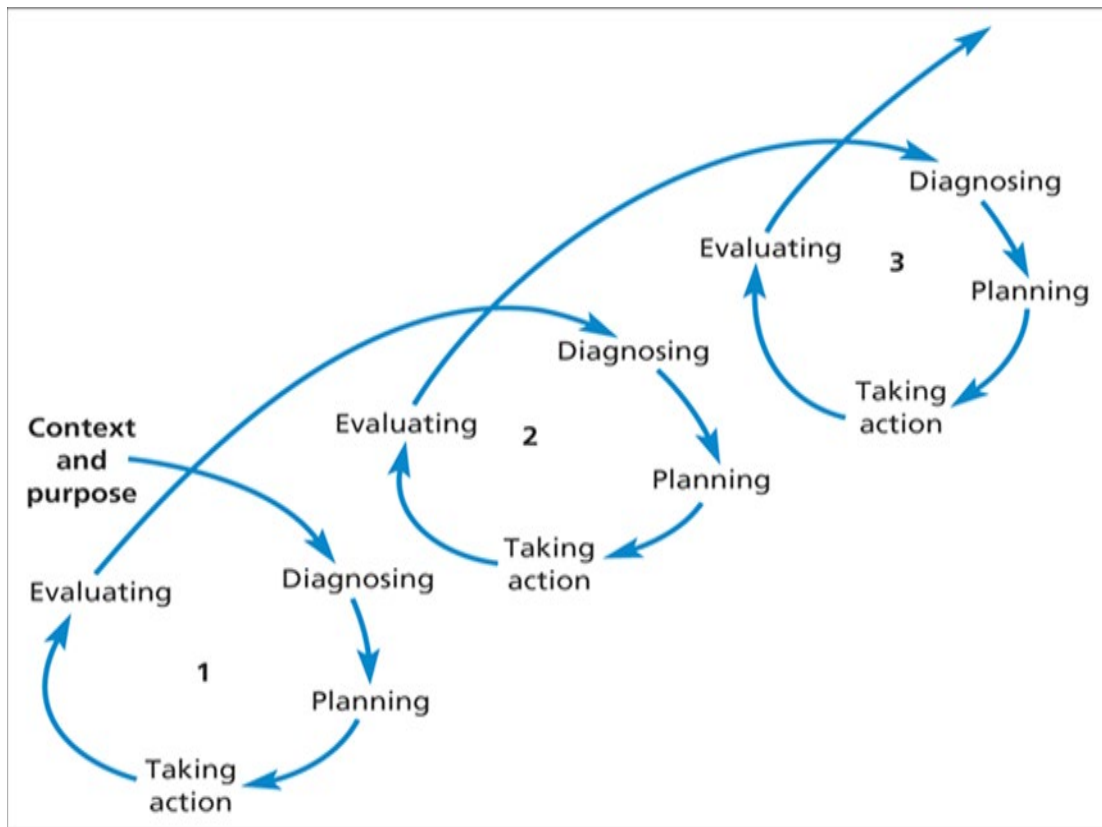 Context
and
purpose
Diagnosing
Planning
Taking
action
Evaluating
1
Diagnosing
Planning
Taking
action
Evaluating
2
Diagnosing
Planning
Taking
action
Evaluating
3